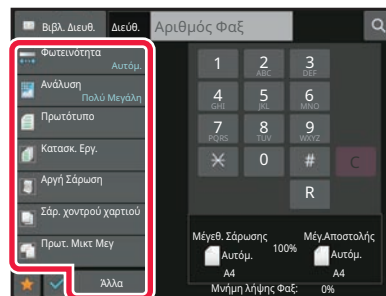 Βιβλ. Διευθ.
Διεύθ.
Αριθμός Φαξ
Φωτεινότητα
Αυτόμ.
Ανάλυση
Πολύ Μεγάλη
Πρωτότυπο
Κατασκ. Εργ.
Αργή Σάρωση
Σάρ. χοντρού χαρτιού
Πρωτ. Μικτ Μεγ
Άλλα
1 2 3
ABC DEF
4 5 6
GHI JKL MNO
7 8 9
PQRS TUV WXYZ
0 # C
R
Μέγεθ. Σάρωσης
Μέγ.Αποστολής
Αυτόμ. 100% Αυτόμ.
A4 A4
Μνήμη λήψης Φαξ: 0%